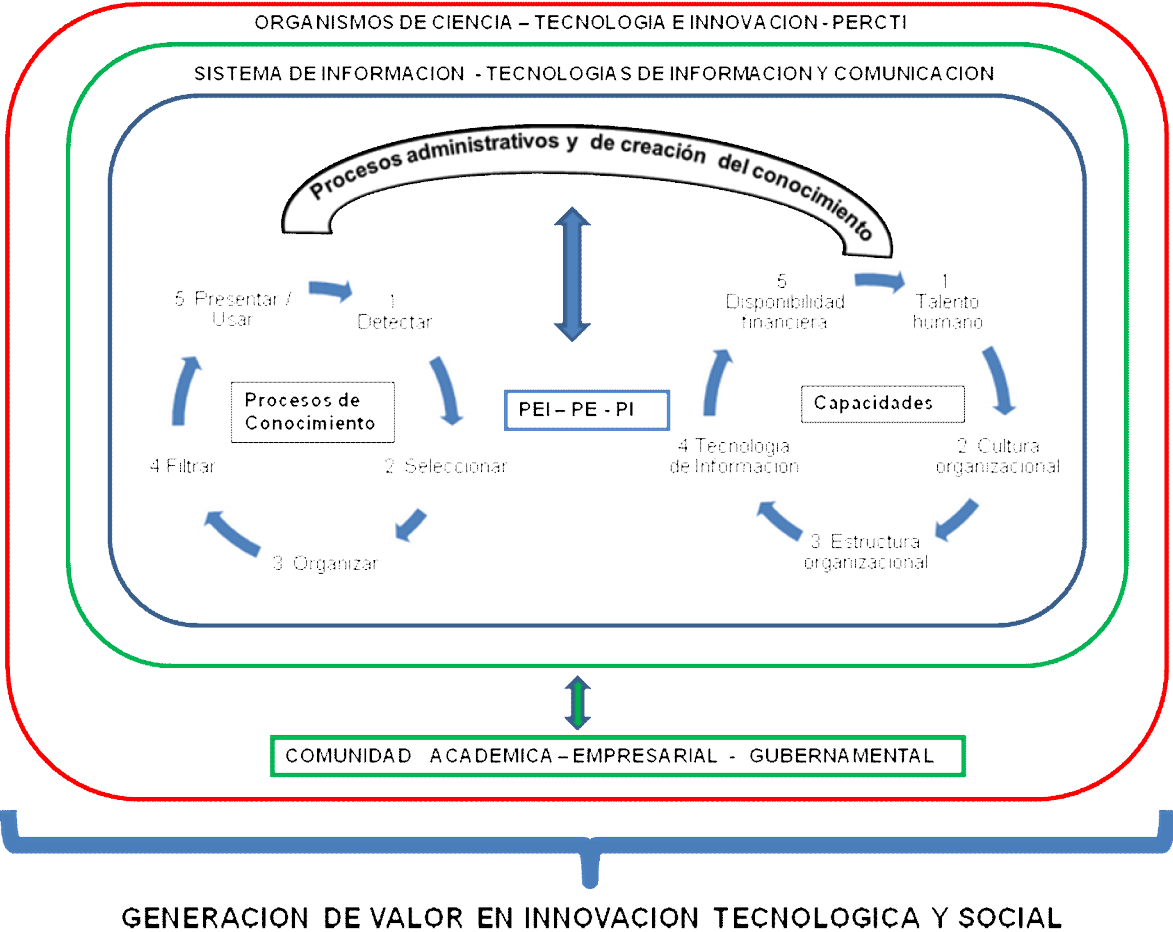 ORGANISMOS DE CIENCIA – TECNOLOGIA E INNOVACION - PERCTI
SISTEMA DE INFORMACION - TECNOLOGIAS DE INFORMACION Y COMUNICACION
Procesos administrativos y de creación del conocimiento
5 Presentar /
Usar
1
Detectar
Procesos de
Conocimiento
4 Filtrar
2 Seleccionar
3 Organizar
PEI – PE - PI
5
Disponibilidad
financiera
1
Talento
humano
Capacidades
4 Tecnologia
de Información
2 Cultura
organizacional
3 Estructura
organizacional
COMUNIDAD ACADEMICA – EMPRESARIAL - GUBERNAMENTAL
GENERACION DE VALOR EN INNOVACION TECNOLOGICA Y SOCIAL